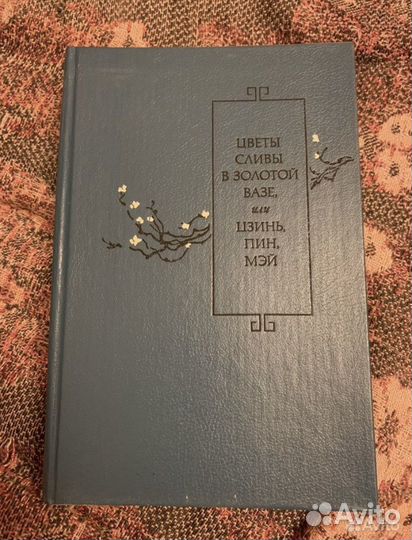 ЦВЕТЫ
СЛИВЫ
В ЗОЛОТОЙ
ВАЗЕ,
или
ЦЗИНЬ,
ПИН,
МЭЙ
Avito